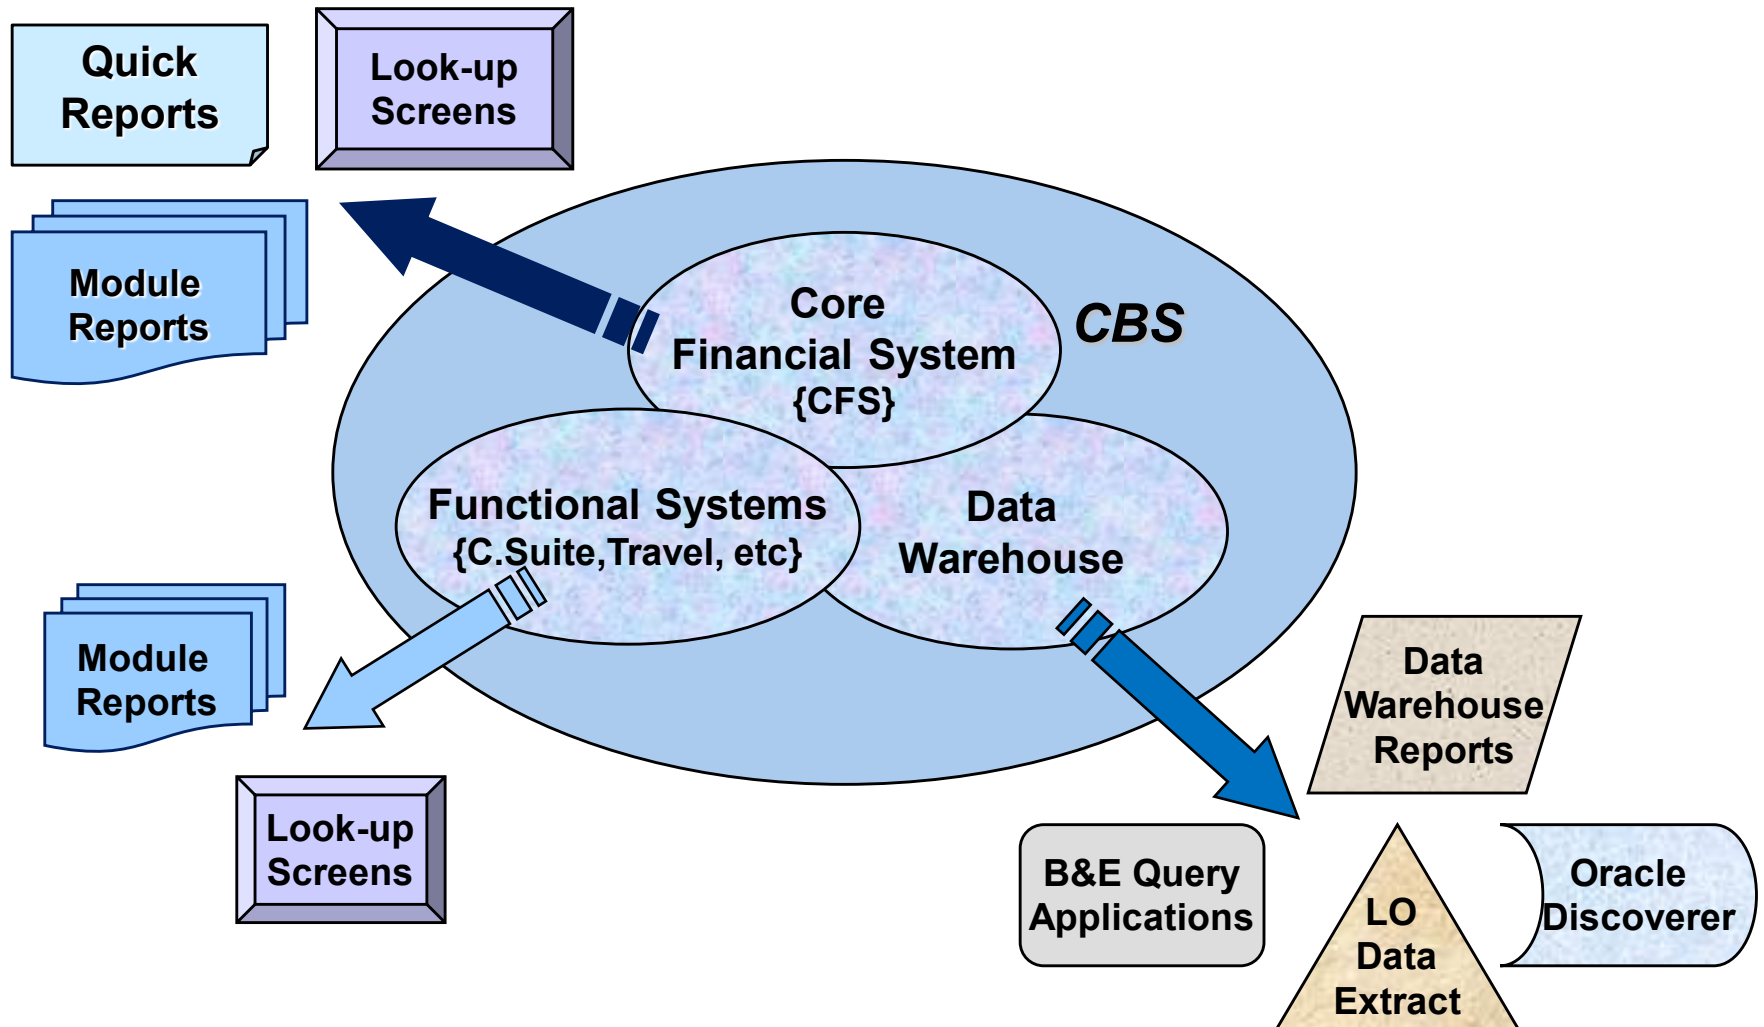 Quick
Reports
Look-up
Screens
Module
Reports
Core
Financial System
{CFS}
CBS
Functional Systems
{C.Suite,Travel, etc}
Data
Warehouse
Module
Reports
Look-up
Screens
Data
Warehouse
Reports
B&E Query
Applications
LO
Data
Extract
Oracle
Discoverer